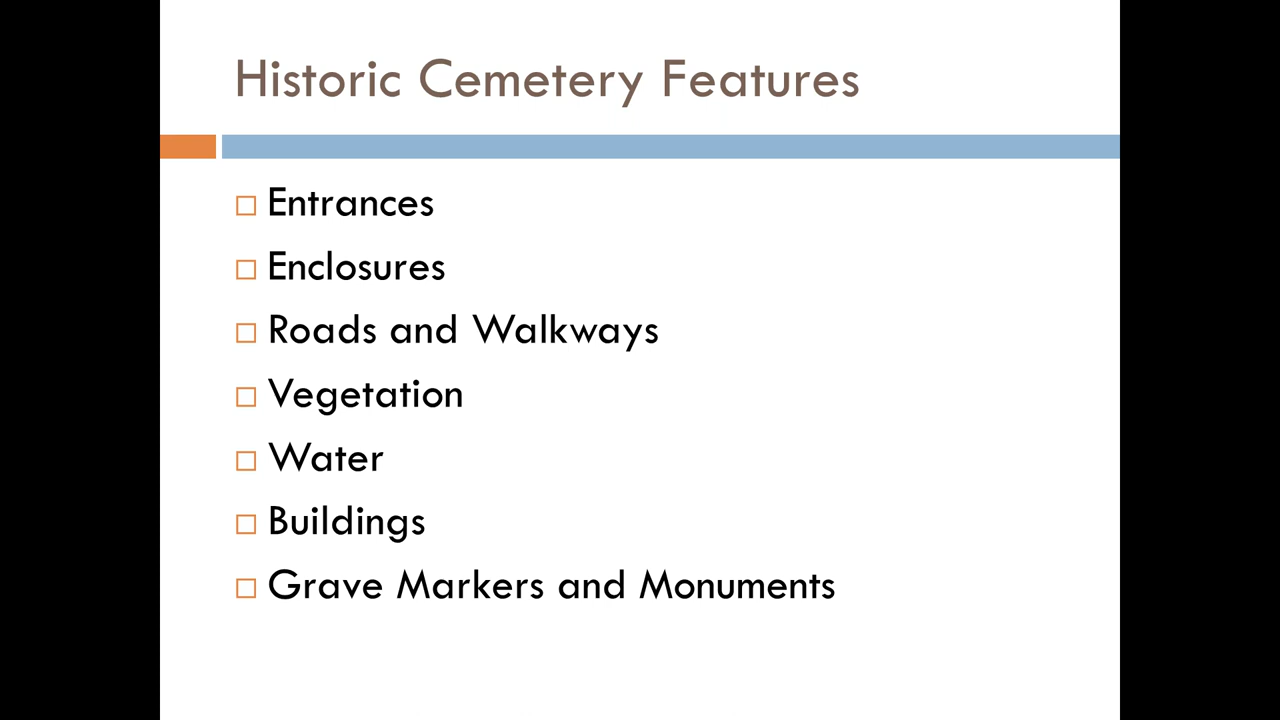 Historic Cemetery Features
Entrances
Enclosures
Roads and Walkways
Vegetation
Water
Buildings
Grave Markers and Monuments